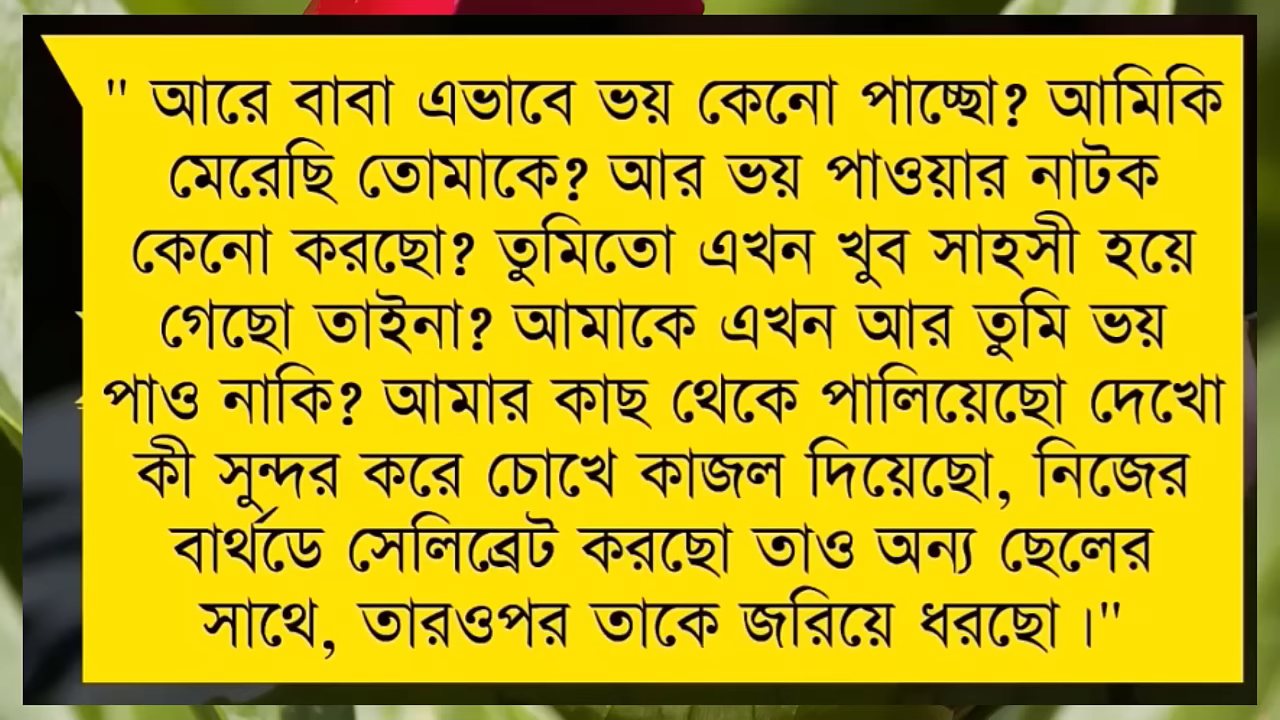 " আরে বাবা এভাবে ভয় কেনো পাচ্ছো? আমিকি
মেরেছি তোমাকে? আর ভয় পাওয়ার নাটক
কেনো করছো? তুমিতো এখন খুব সাহসী হয়ে
গেছো তাইনা? আমাকে এখন আর তুমি ভয়
পাও নাকি? আমার কাছ থেকে পালিয়েছো দেখো
কী সুন্দর করে চোখে কাজল দিয়েছো, নিজের
বার্থডে সেলিব্রেট করছো তাও অন্য ছেলের
সাথে, তারওপর তাকে জরিয়ে ধরছো।"